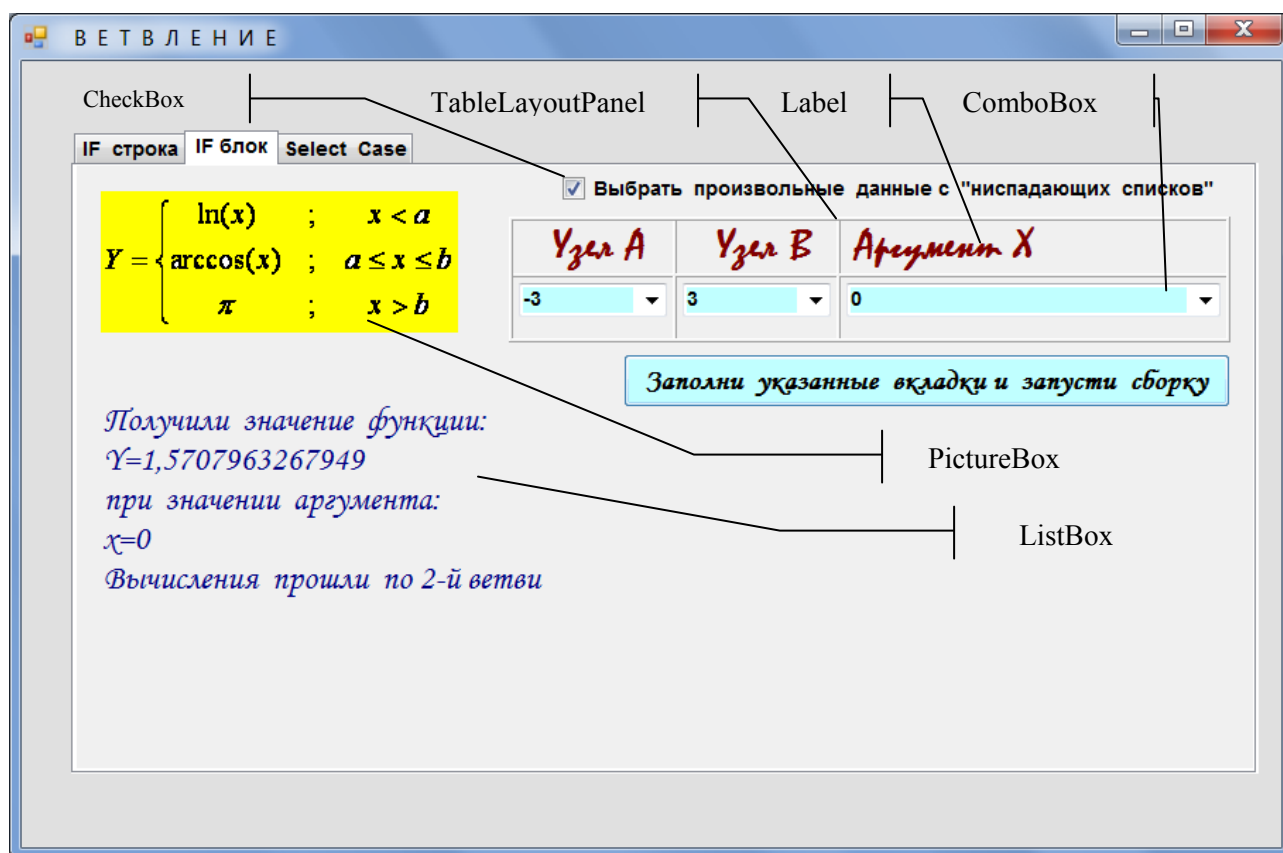 ВЕТВЛЕНИЕ
CheckBox TableLayoutPanel Label ComboBox
IF строка IF блок Select Case
Выбрать произвольные данные с "ниспадающих списков"
ln(x) ; x < a
Y = { arccos(x) ; a ≤ x ≤ b
π ; x > b
Узел A Узел B Аргумент X
-3 3 0
Заполни указанные вкладки и запусти сборку
Получили значение функции:
Y=1,5707963267949
PictureBox
при значении аргумента:
x=0
ListBox
Вычисления прошли по 2-й ветви